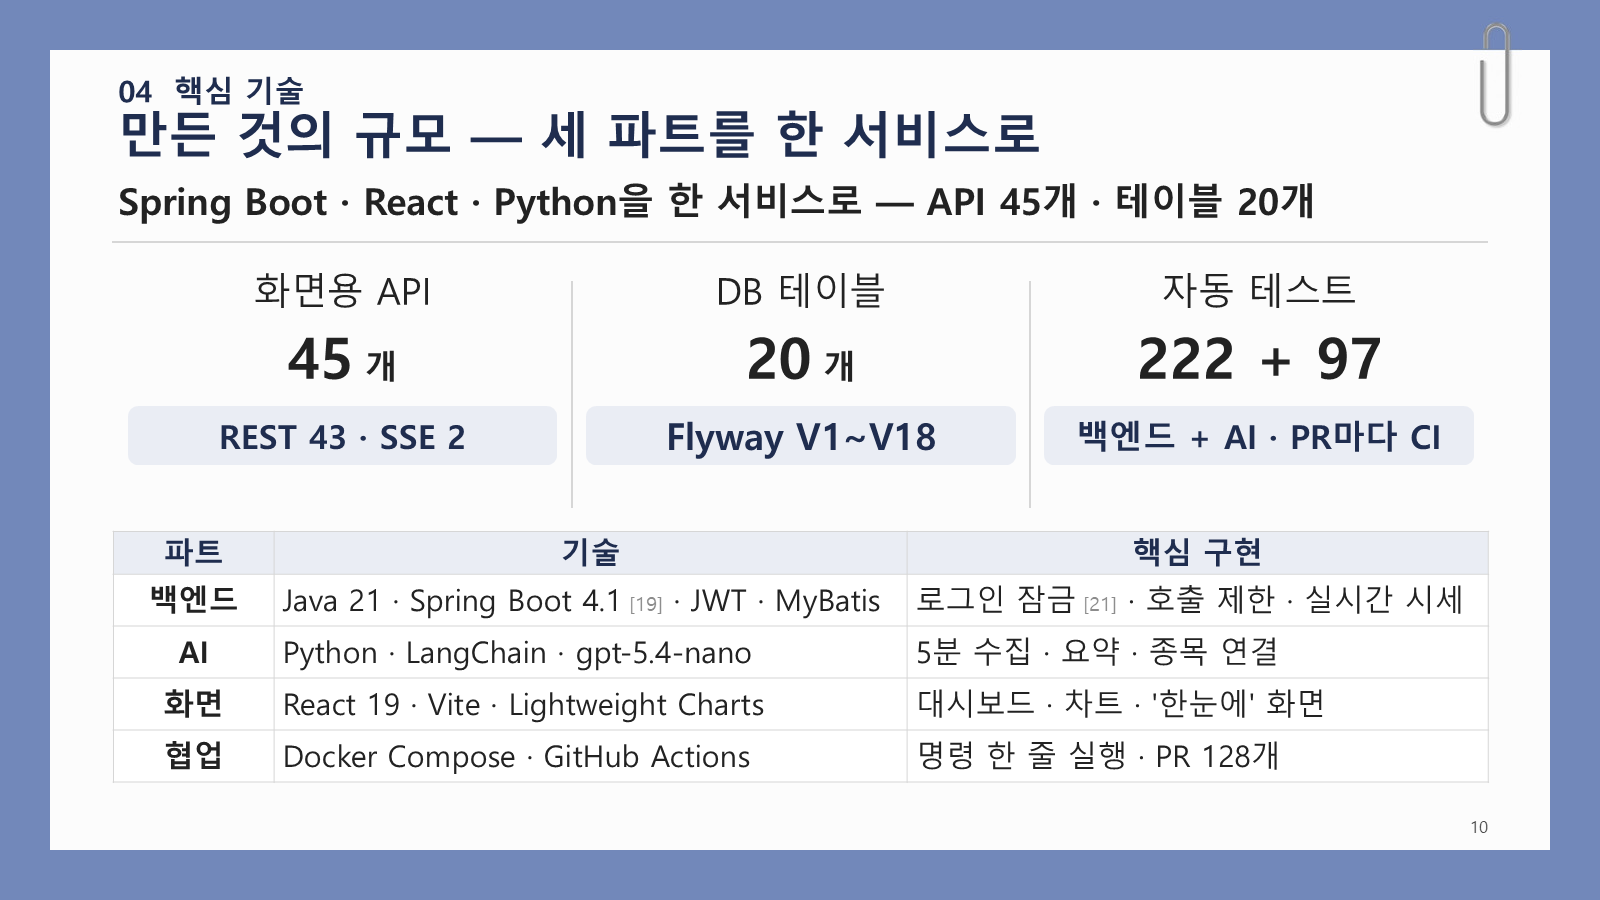 04 핵심 기술
만든 것의 규모 — 세 파트를 한 서비스로
Spring Boot · React · Python을 한 서비스로 — API 45개 · 테이블 20개
화면용 API
45 개
REST 43 · SSE 2
DB 테이블
20 개
Flyway V1~V18
자동 테스트
222 + 97
백엔드 + AI · PR마다 CI
파트 기술 핵심 구현
백엔드 Java 21 · Spring Boot 4.1 [19] · JWT · MyBatis 로그인 잠금 [21] · 호출 제한 · 실시간 시세
AI Python · LangChain · gpt-5.4-nano 5분 수집 · 요약 · 종목 연결
화면 React 19 · Vite · Lightweight Charts 대시보드 · 차트 · '한눈에' 화면
협업 Docker Compose · GitHub Actions 명령 한 줄 실행 · PR 128개
10